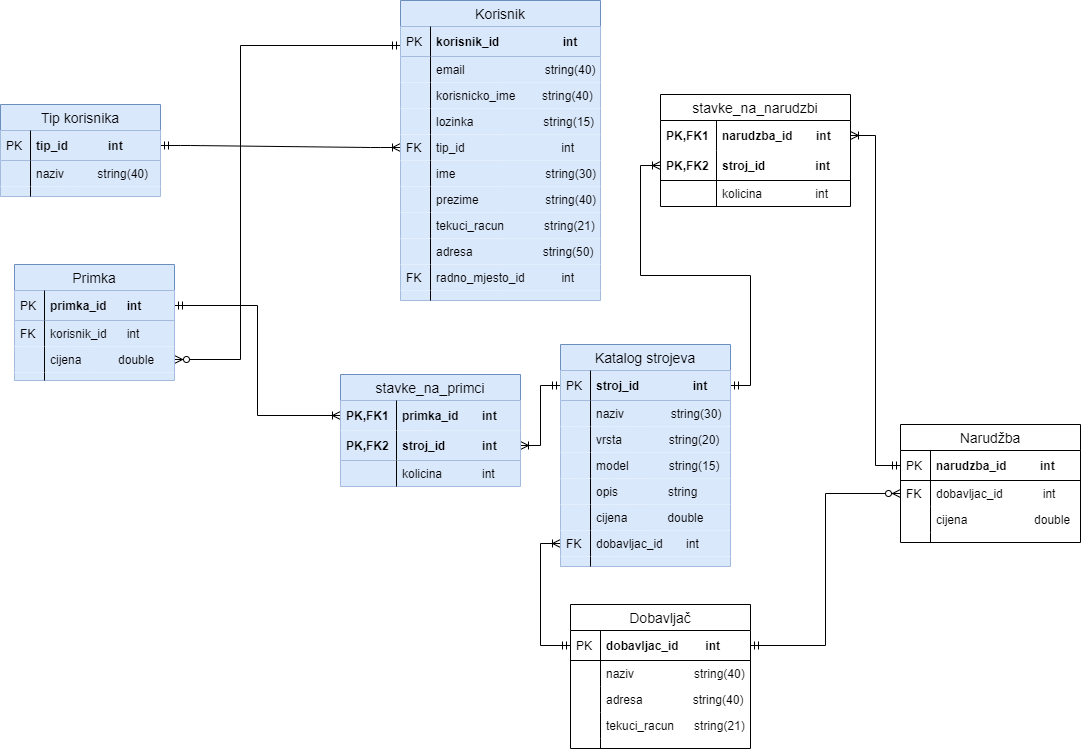 Korisnik
PK korisnik_id int
email string(40)
korisnicko_ime string(40)
lozinka string(15)
FK tip_id int
ime string(30)
prezime string(40)
tekuci_racun string(21)
adresa string(50)
FK radno_mjesto_id int
Tip korisnika
PK tip_id int
naziv string(40)
stavke_na_narudzbi
PK,FK1 narudzba_id int
PK,FK2 stroj_id int
kolicina int
Primka
PK primka_id int
FK korisnik_id int
cijena double
stavke_na_primci
PK,FK1 primka_id int
PK,FK2 stroj_id int
kolicina int
Katalog strojeva
PK stroj_id int
naziv string(30)
vrsta string(20)
model string(15)
opis string
cijena double
FK dobavljac_id int
Narudžba
PK narudzba_id int
FK dobavljac_id int
cijena double
Dobavljač
PK dobavljac_id int
naziv string(40)
adresa string(40)
tekuci_racun string(21)